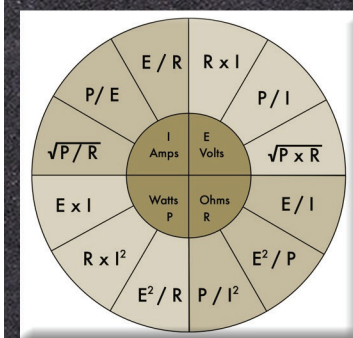 E / R
R x I
P / E
P / I
√P / R
I
Amps
E
Volts
√P x R
E x I
Watts
P
Ohms
R
E / I
R x I²
E² / P
E² / R
P / I²